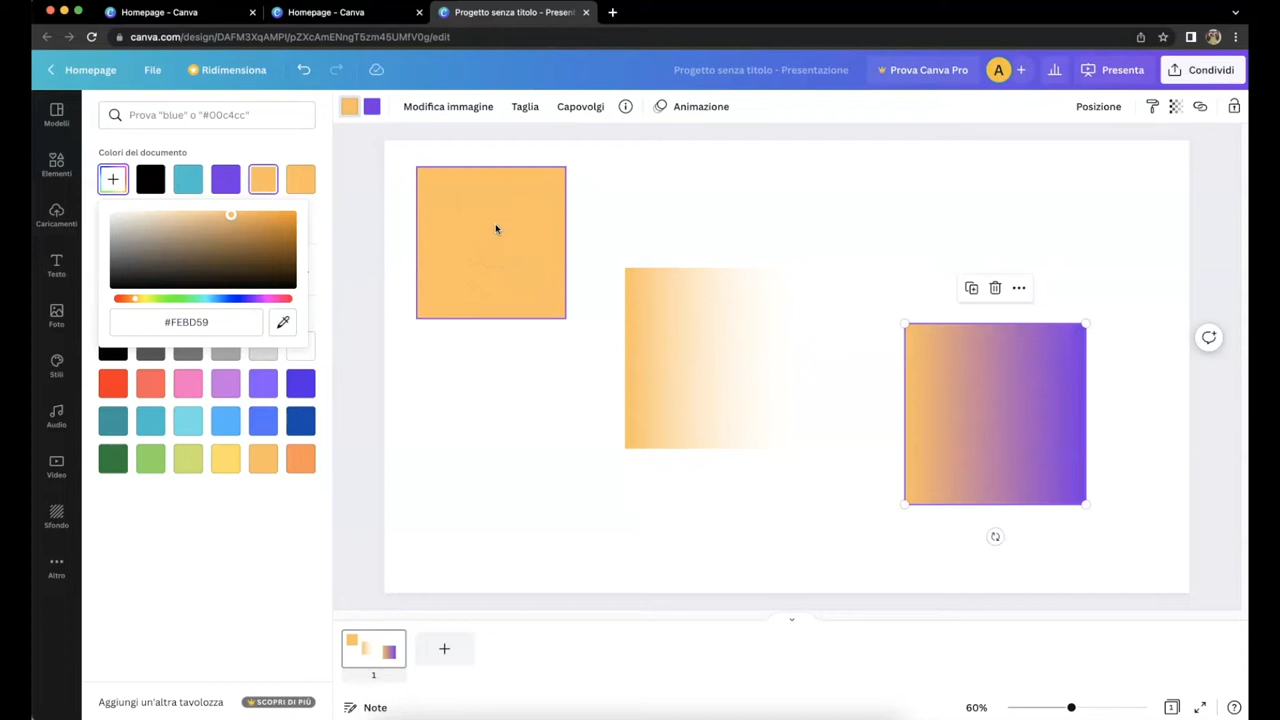 Homepage - Canva
Homepage - Canva
Progetto senza titolo - Present
canva.com/design/DAFM3XqAMPI/pZXcAmENngT5zm45UMfV0g/edit
Homepage
File
Ridimensiona
Progetto senza titolo - Presentazione
Prova Canva Pro
A
Presenta
Condividi
Modelli
Elementi
Caricamenti
Testo
Foto
Stili
Audio
Video
Sfondo
Altro
Prova "blue" o "#00c4cc"
Colori del documento
#FEBD59
Aggiungi un'altra tavolozza
SCOPRI DI PIÙ
Modifica immagine
Taglia
Capovolgi
Animazione
Posizione
1
Note
60%
1